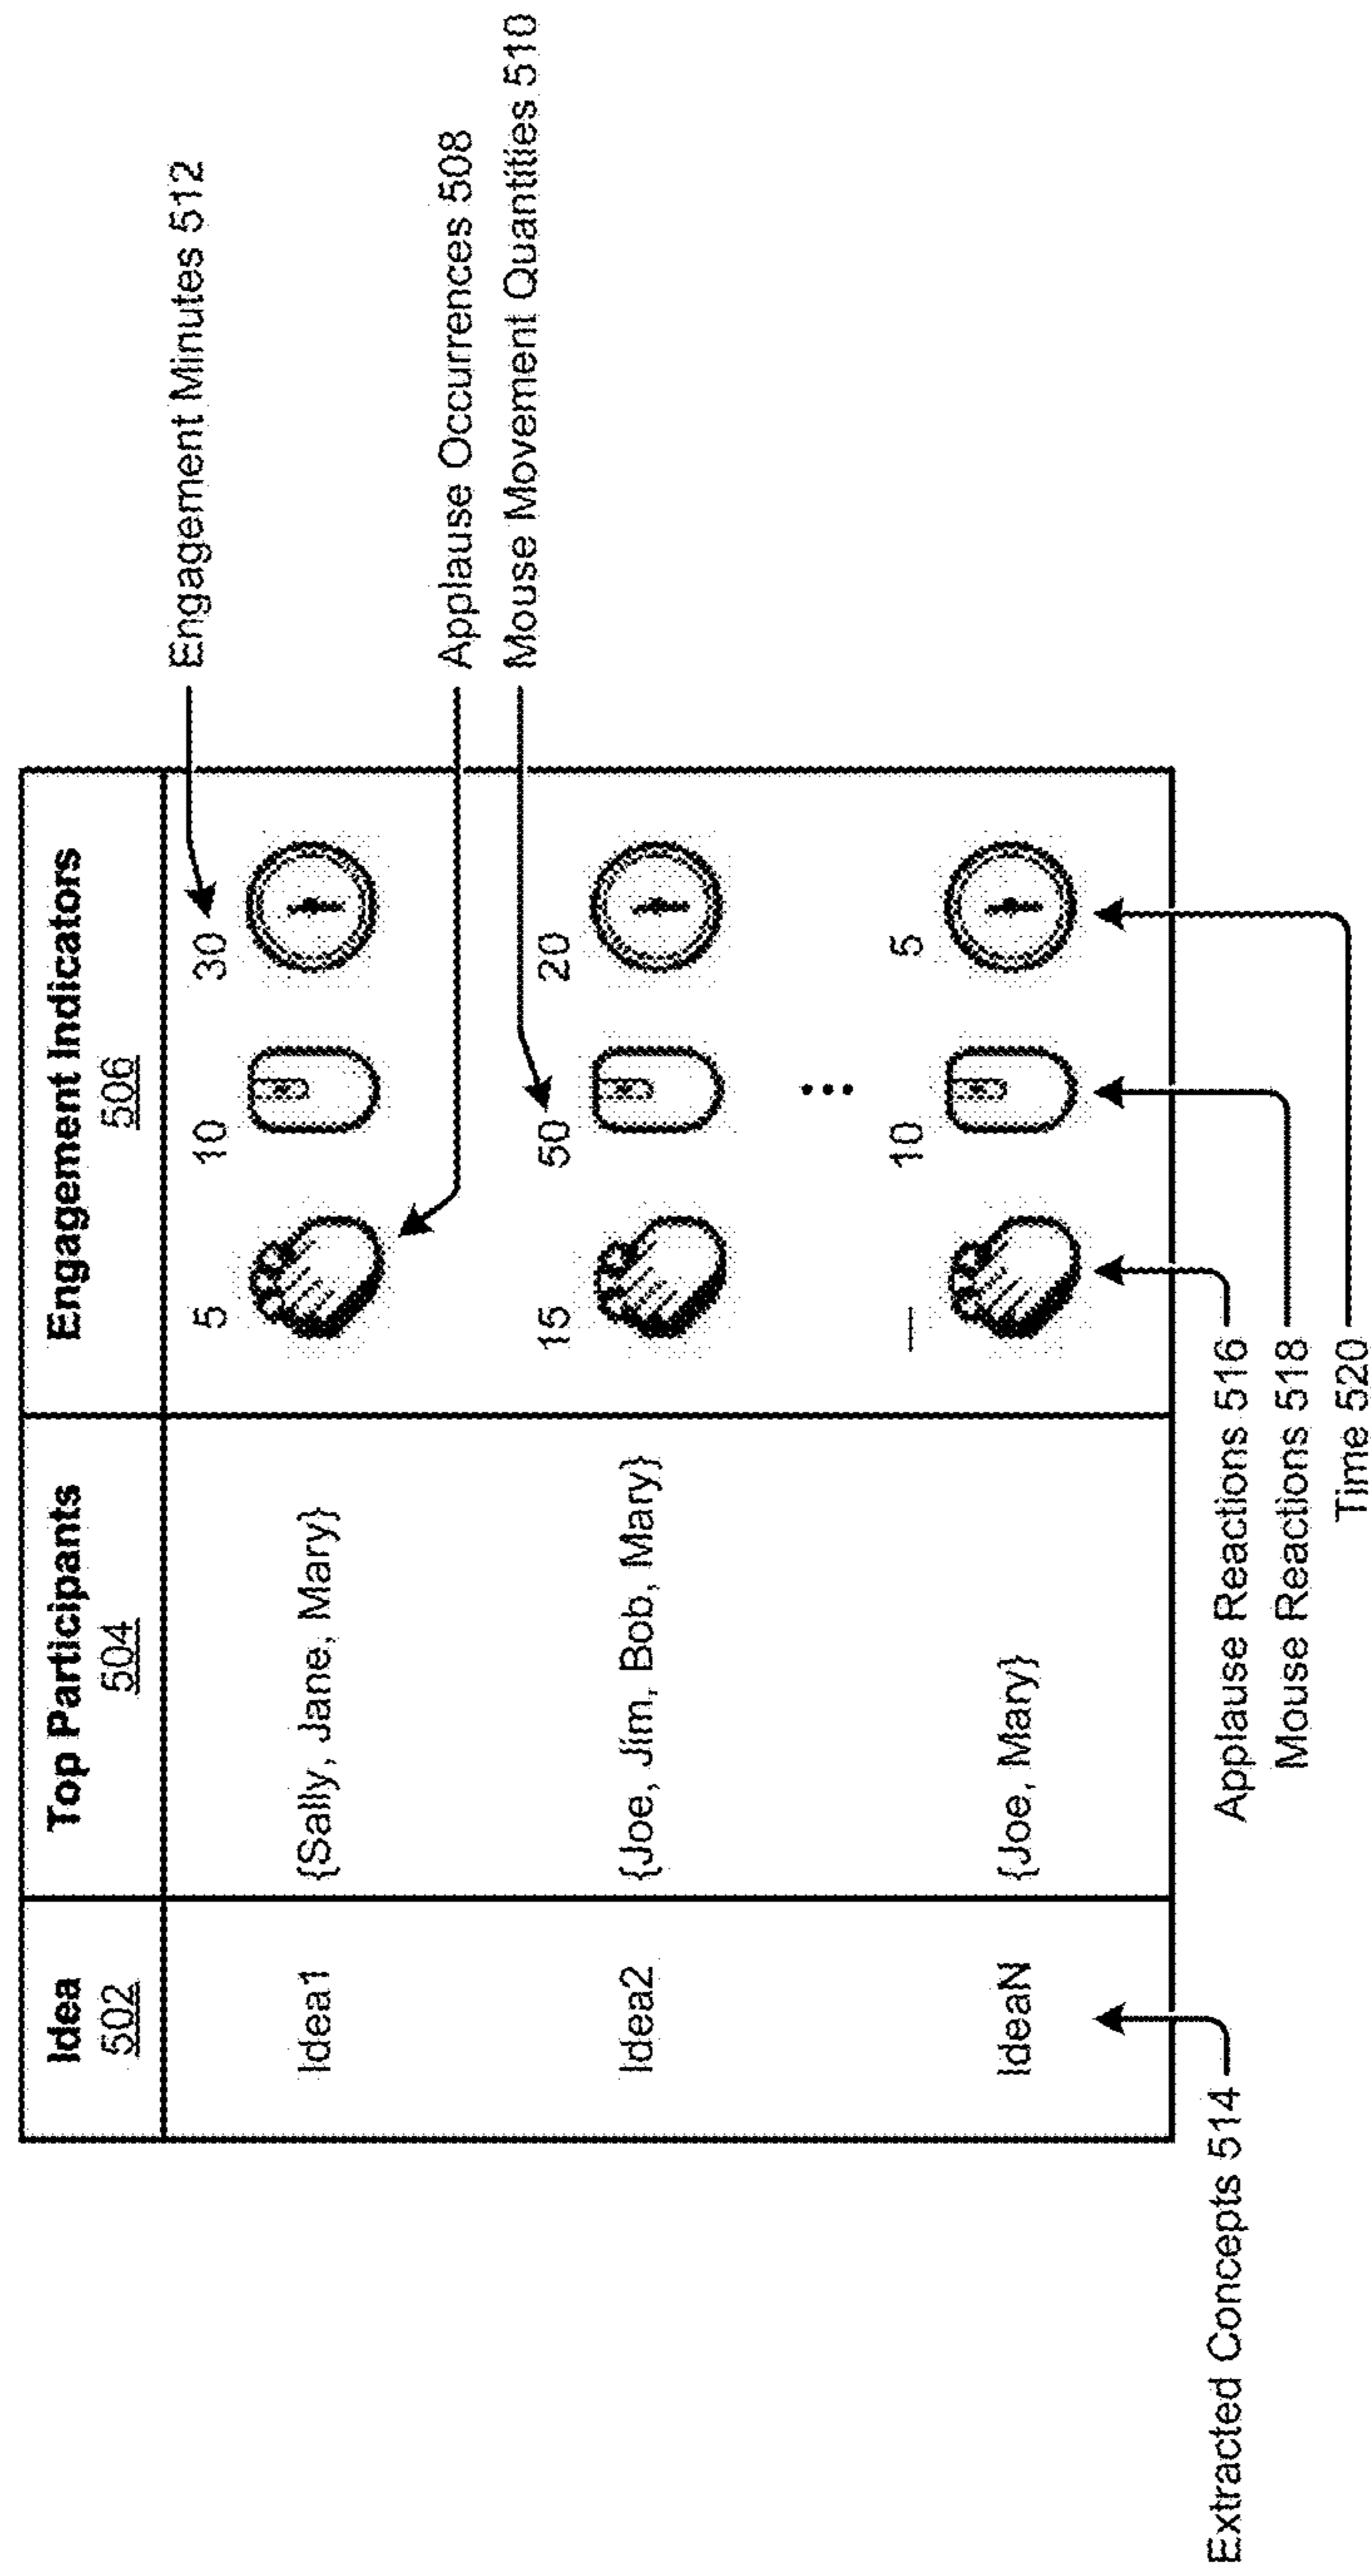 Idea
502
Top Participants
504
Engagement Indicators
506
Idea1
{Sally, Jane, Mary}
5
10
30
Engagement Minutes 512
Applause Occurrences 508
Mouse Movement Quantities 510
Idea2
{Joe, Jim, Bob, Mary}
15
50
20
IdeaN
{Joe, Mary}
—
10
5
Extracted Concepts 514
Applause Reactions 516
Mouse Reactions 518
Time 520